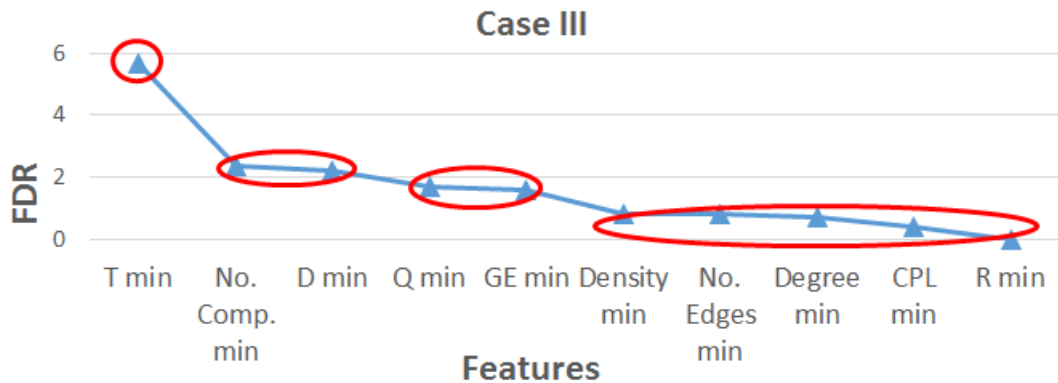 Case III
FDR
6
4
2
0
T min
No.
Comp.
min
D min
Q min
GE min
Density
min
No.
Edges
min
Degree
min
CPL
min
R min
Features